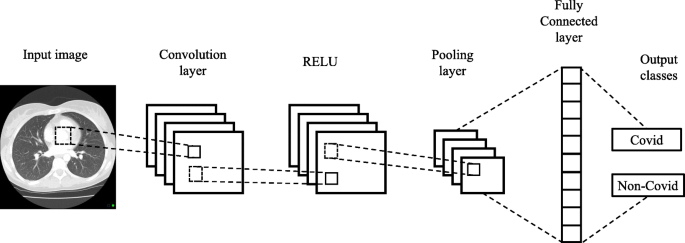 Input image
Convolution
layer
RELU
Pooling
layer
Fully
Connected
layer
Output
classes
Covid
Non-Covid